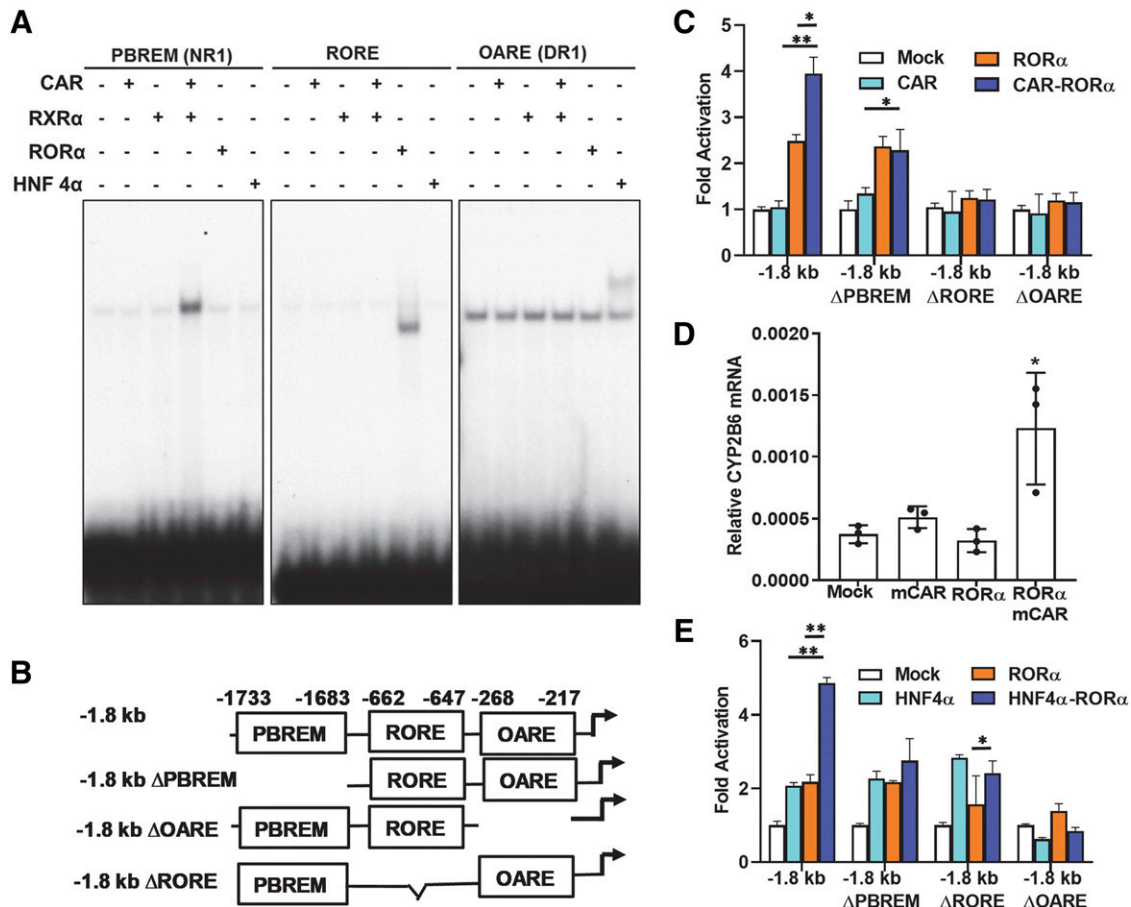 A
PBREM (NR1) RORE OARE (DR1)
CAR - + - + - - - + - + - - - + - + - -
RXRα - - + + - - - - + + - - - - + + - -
RORα - - - - + - - - - - + - - - - - + -
HNF 4α - - - - - + - - - - - + - - - - - +
B
-1733 -1683 -662 -647 -268 -217
-1.8 kb PBREM RORE OARE
-1.8 kb ΔPBREM RORE OARE
-1.8 kb ΔOARE PBREM RORE
-1.8 kb ΔRORE PBREM OARE
C
Fold Activation
5
4
3
2
1
0
Mock RORα
CAR CAR-RORα
*
**
*
-1.8 kb -1.8 kb -1.8 kb -1.8 kb
ΔPBREM ΔRORE ΔOARE
D
Relative CYP2B6 mRNA
0.0020
0.0015
0.0010
0.0005
0.0000
*
Mock mCAR RORα RORα
mCAR
E
Fold Activation
6
4
2
0
Mock RORα
HNF4α HNF4α-RORα
**
**
*
-1.8 kb -1.8 kb -1.8 kb -1.8 kb
ΔPBREM ΔRORE ΔOARE